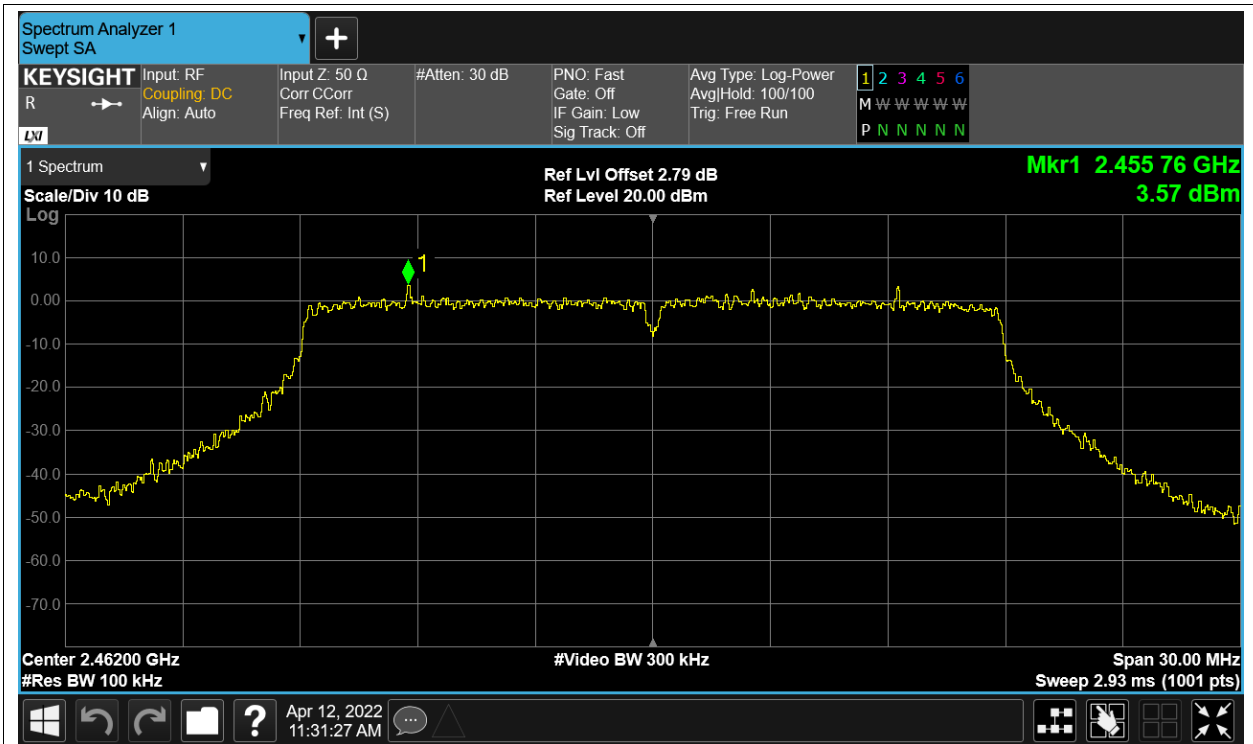 Spectrum Analyzer 1
Swept SA
KEYSIGHT
R
LXI
Input: RF
Coupling: DC
Align: Auto
Input Z: 50 Ω
Corr CCorr
Freq Ref: Int (S)
#Atten: 30 dB
PNO: Fast
Gate: Off
IF Gain: Low
Sig Track: Off
Avg Type: Log-Power
Avg|Hold: 100/100
Trig: Free Run
1 2 3 4 5 6
M W W W W W
P N N N N N
1 Spectrum
Scale/Div 10 dB
Ref Lvl Offset 2.79 dB
Ref Level 20.00 dBm
Mkr1 2.455 76 GHz
3.57 dBm
Log
10.0
0.00
-10.0
-20.0
-30.0
-40.0
-50.0
-60.0
-70.0
1
Center 2.46200 GHz
#Res BW 100 kHz
#Video BW 300 kHz
Span 30.00 MHz
Sweep 2.93 ms (1001 pts)
?
Apr 12, 2022
11:31:27 AM